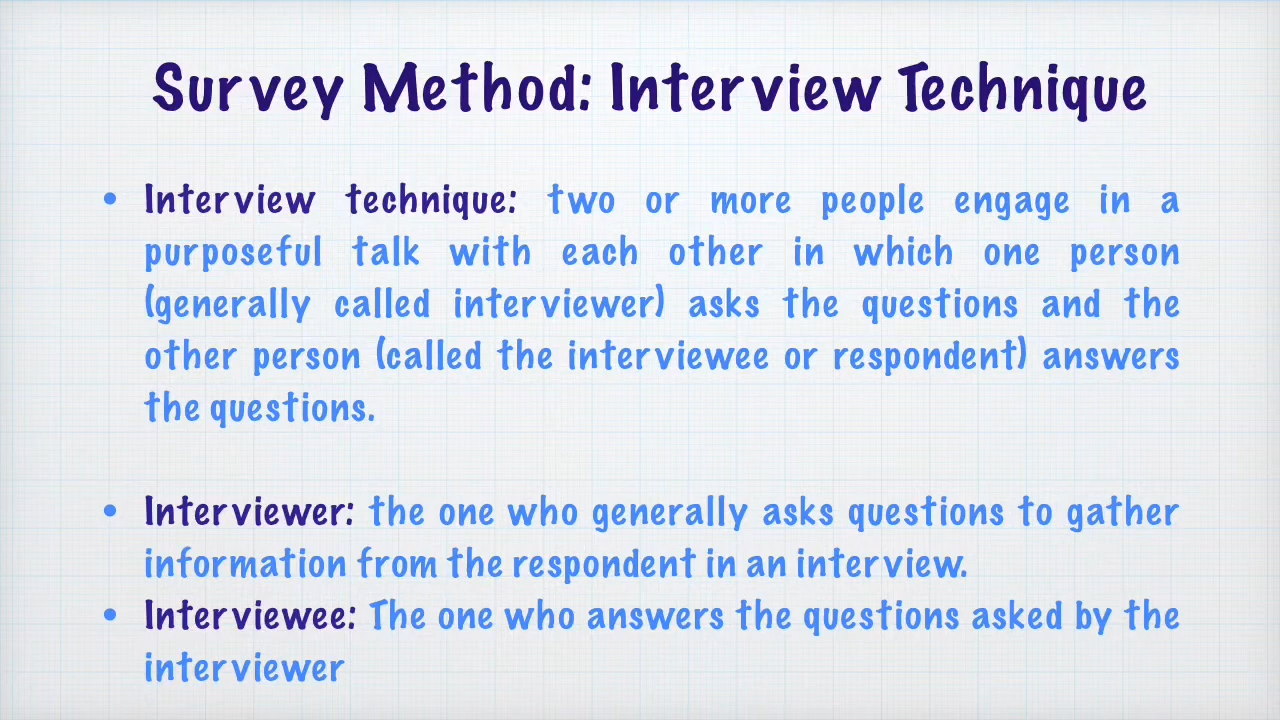 Survey Method: Interview Technique
• Interview technique: two or more people engage in a
purposeful talk with each other in which one person
(generally called interviewer) asks the questions and the
other person (called the interviewee or respondent) answers
the questions.
• Interviewer: the one who generally asks questions to gather
information from the respondent in an interview.
• Interviewee: The one who answers the questions asked by the
interviewer